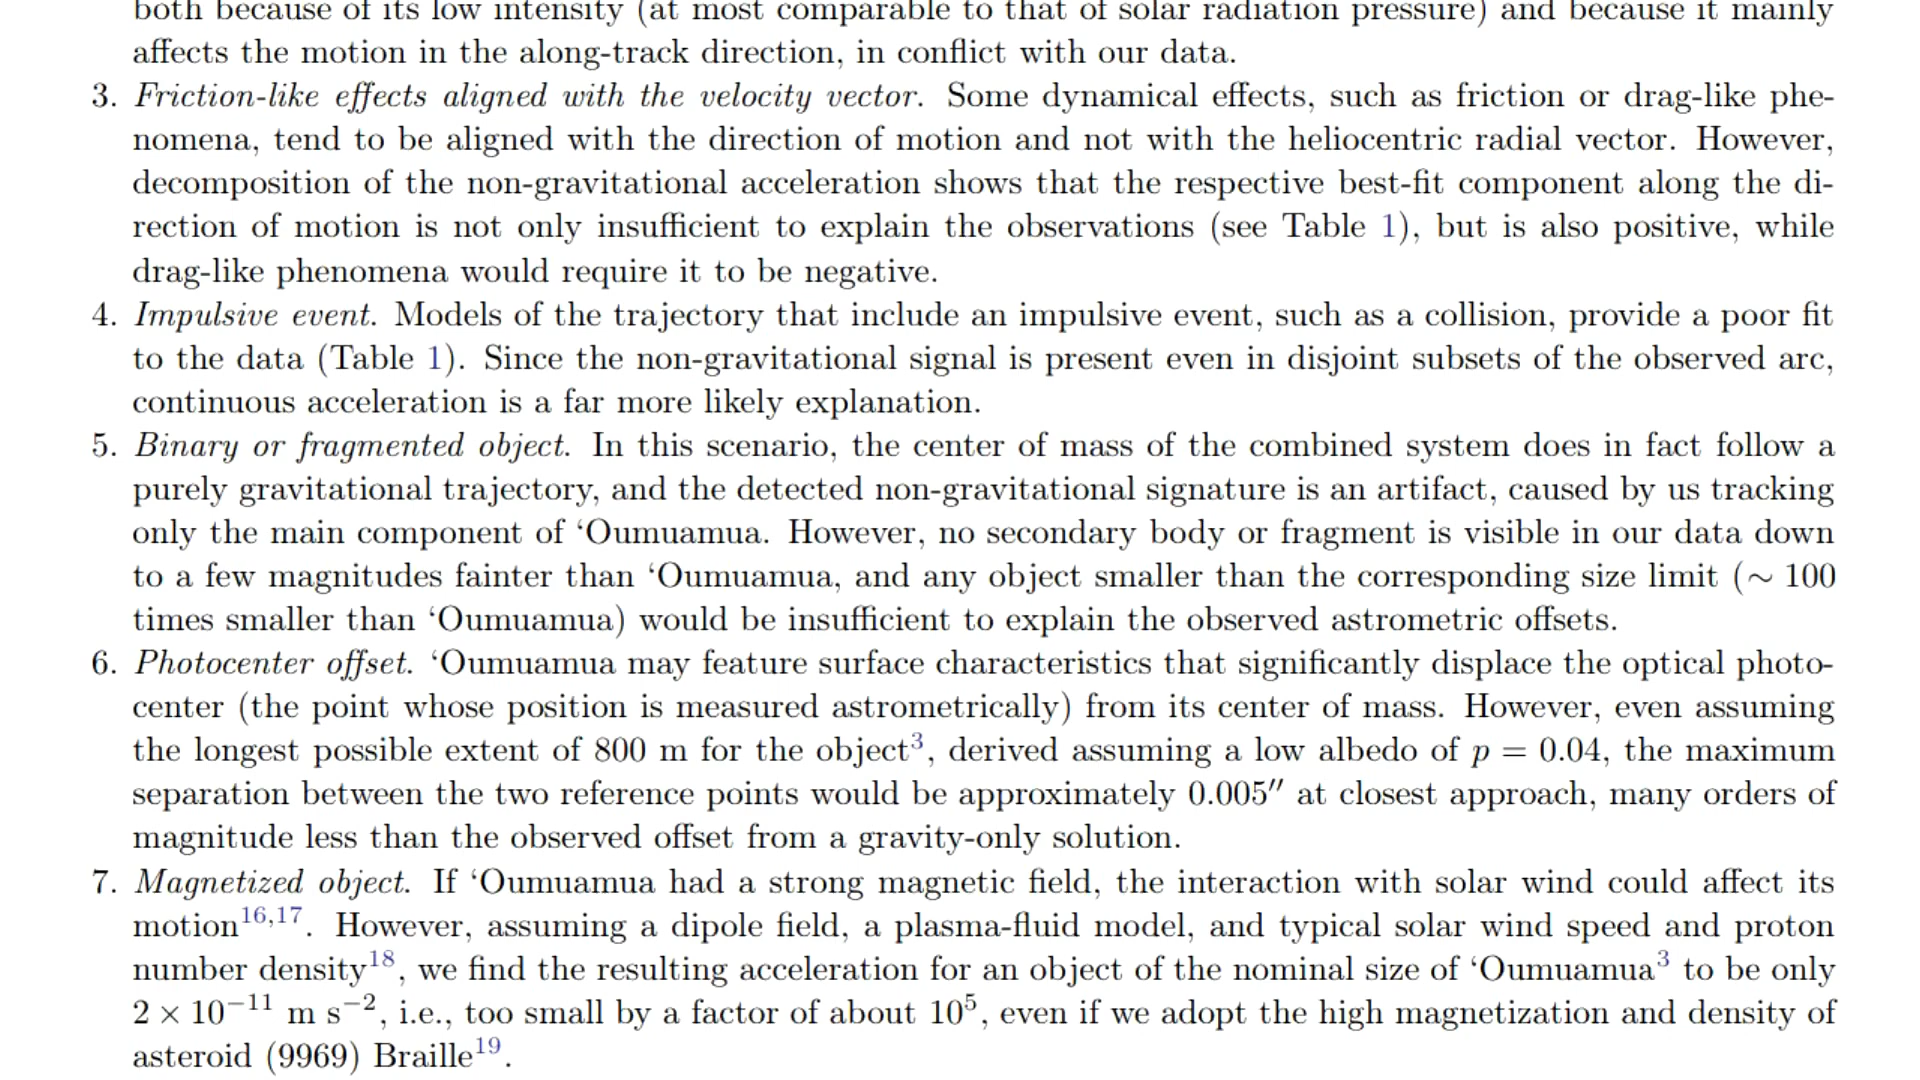 both because of its low intensity (at most comparable to that of solar radiation pressure) and because it mainly
affects the motion in the along-track direction, in conflict with our data.
3. Friction-like effects aligned with the velocity vector. Some dynamical effects, such as friction or drag-like phe-
nomena, tend to be aligned with the direction of motion and not with the heliocentric radial vector. However,
decomposition of the non-gravitational acceleration shows that the respective best-fit component along the di-
rection of motion is not only insufficient to explain the observations (see Table 1), but is also positive, while
drag-like phenomena would require it to be negative.
4. Impulsive event. Models of the trajectory that include an impulsive event, such as a collision, provide a poor fit
to the data (Table 1). Since the non-gravitational signal is present even in disjoint subsets of the observed arc,
continuous acceleration is a far more likely explanation.
5. Binary or fragmented object. In this scenario, the center of mass of the combined system does in fact follow a
purely gravitational trajectory, and the detected non-gravitational signature is an artifact, caused by us tracking
only the main component of ‘Oumuamua. However, no secondary body or fragment is visible in our data down
to a few magnitudes fainter than ‘Oumuamua, and any object smaller than the corresponding size limit (∼ 100
times smaller than ‘Oumuamua) would be insufficient to explain the observed astrometric offsets.
6. Photocenter offset. ‘Oumuamua may feature surface characteristics that significantly displace the optical photo-
center (the point whose position is measured astrometrically) from its center of mass. However, even assuming
the longest possible extent of 800 m for the object³, derived assuming a low albedo of p = 0.04, the maximum
separation between the two reference points would be approximately 0.005″ at closest approach, many orders of
magnitude less than the observed offset from a gravity-only solution.
7. Magnetized object. If ‘Oumuamua had a strong magnetic field, the interaction with solar wind could affect its
motion¹⁶,¹⁷. However, assuming a dipole field, a plasma-fluid model, and typical solar wind speed and proton
number density¹⁸, we find the resulting acceleration for an object of the nominal size of ‘Oumuamua³ to be only
2 × 10⁻¹¹ m s⁻², i.e., too small by a factor of about 10⁵, even if we adopt the high magnetization and density of
asteroid (9969) Braille¹⁹.